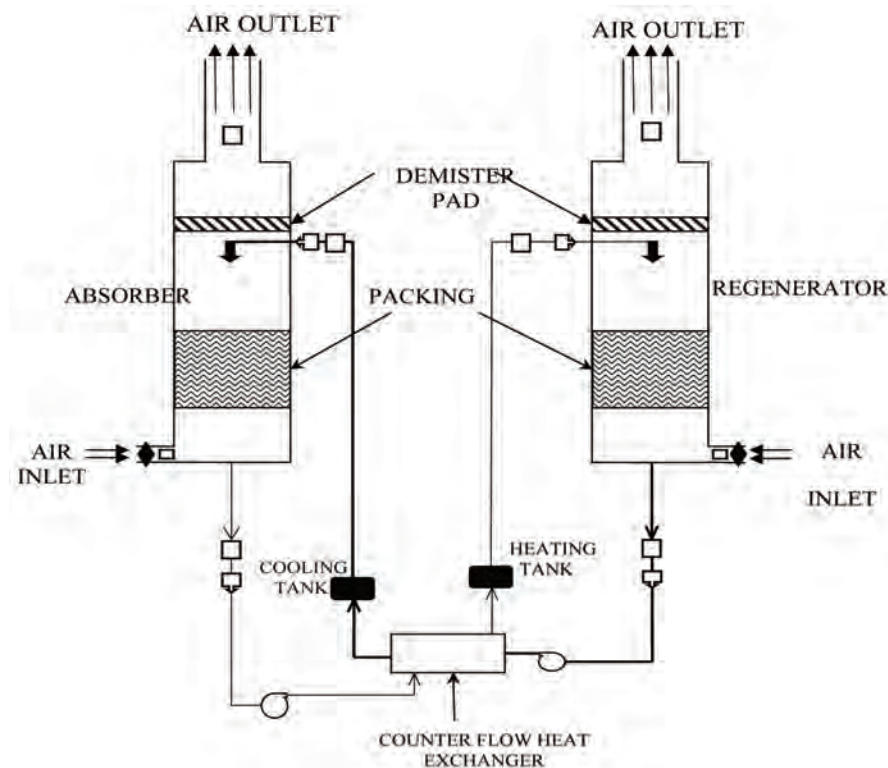 AIR OUTLET
AIR OUTLET
DEMISTER
PAD
ABSORBER
PACKING
REGENERATOR
AIR
INLET
AIR
INLET
COOLING
TANK
HEATING
TANK
COUNTER FLOW HEAT
EXCHANGER